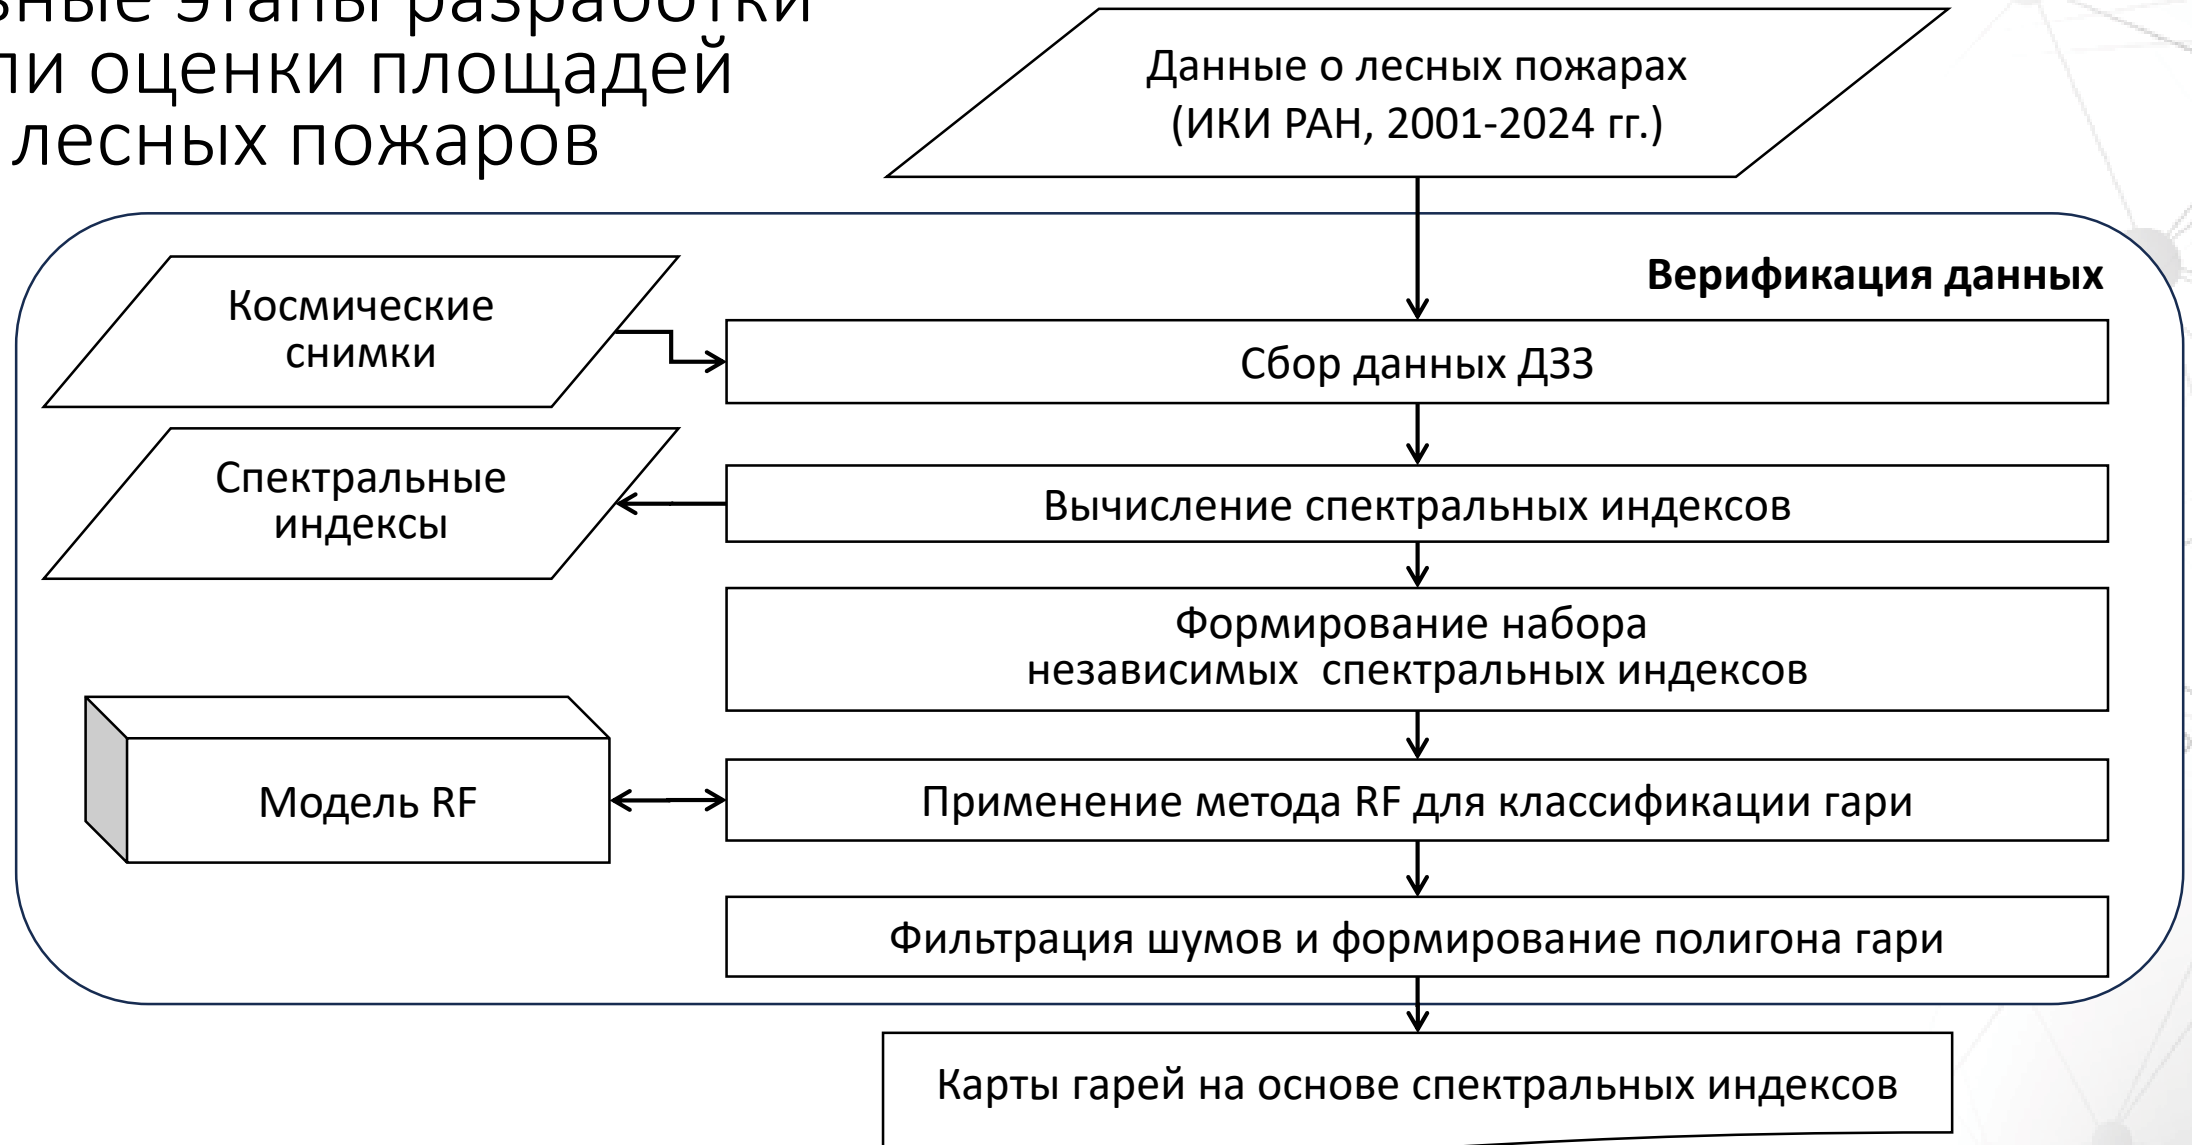 этапы разработки
оценки площадей
лесных пожаров
Данные о лесных пожарах
(ИКИ РАН, 2001-2024 гг.)
Верификация данных
Космические
снимки
Сбор данных ДЗЗ
Спектральные
индексы
Вычисление спектральных индексов
Формирование набора
независимых спектральных индексов
Модель RF
Применение метода RF для классификации гари
Фильтрация шумов и формирование полигона гари
Карты гарей на основе спектральных индексов